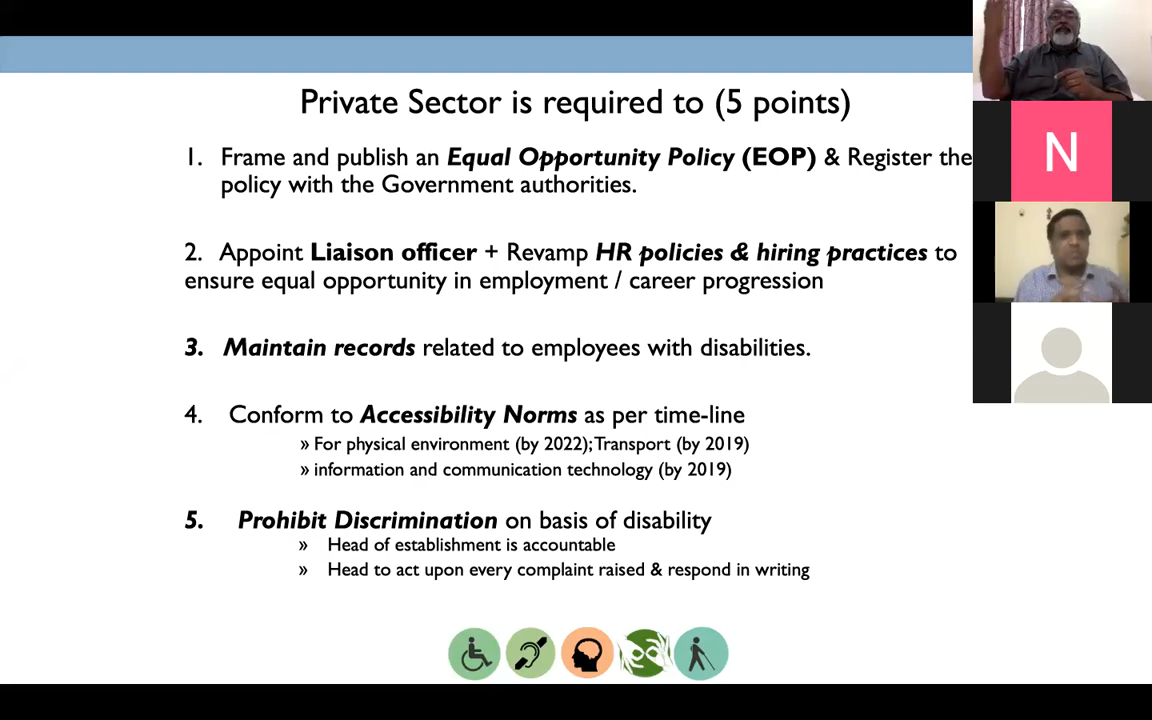 Private Sector is required to (5 points)
1. Frame and publish an Equal Opportunity Policy (EOP) & Register the
policy with the Government authorities.
2. Appoint Liaison officer + Revamp HR policies & hiring practices to
ensure equal opportunity in employment / career progression
3. Maintain records related to employees with disabilities.
4. Conform to Accessibility Norms as per time-line
» For physical environment (by 2022); Transport (by 2019)
» information and communication technology (by 2019)
5. Prohibit Discrimination on basis of disability
» Head of establishment is accountable
» Head to act upon every complaint raised & respond in writing
N